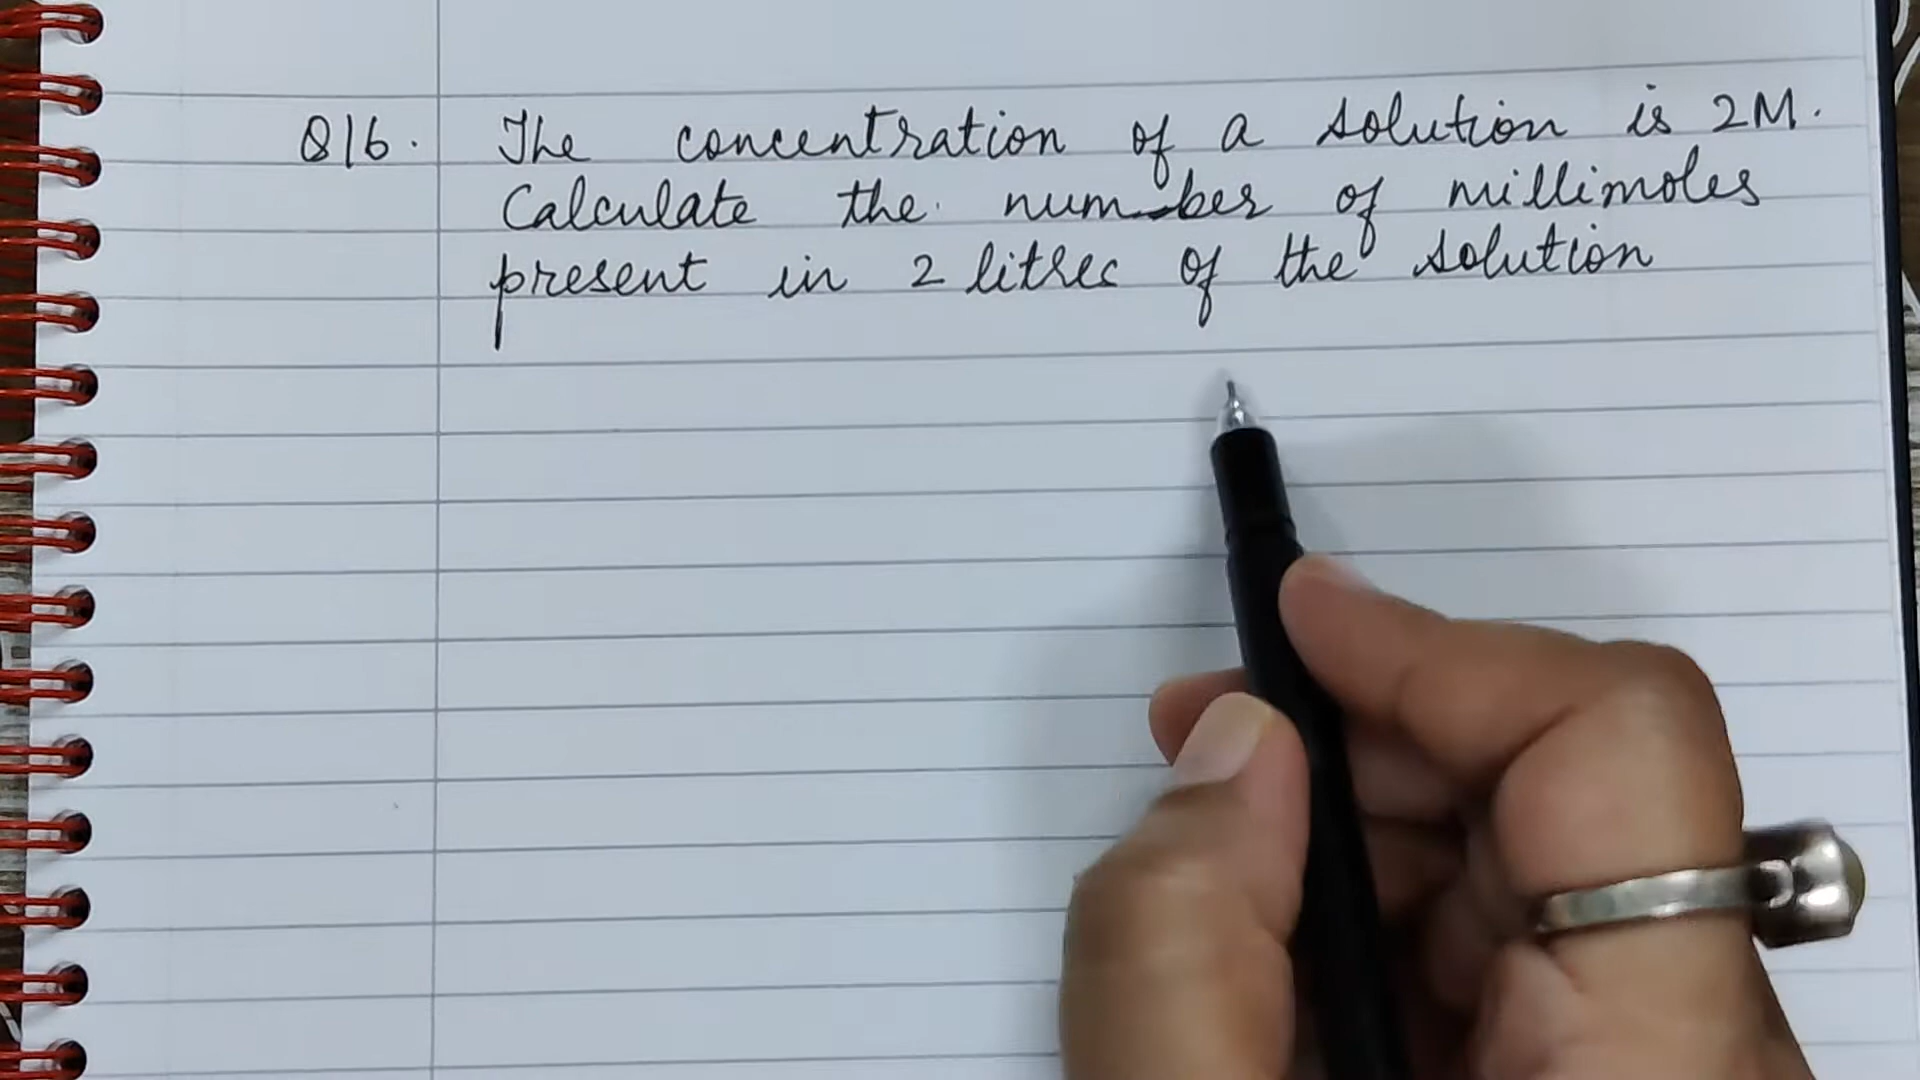 Q16. The concentration of a solution is 2M.
Calculate the number of millimoles
present in 2 litres of the solution